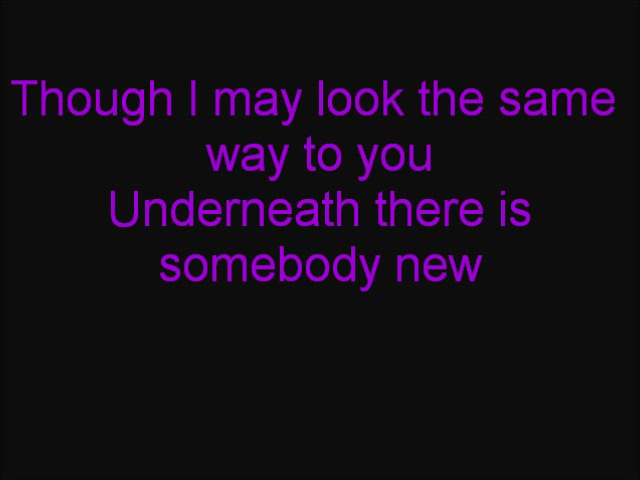 Though I may look the same
way to you
Underneath there is
somebody new